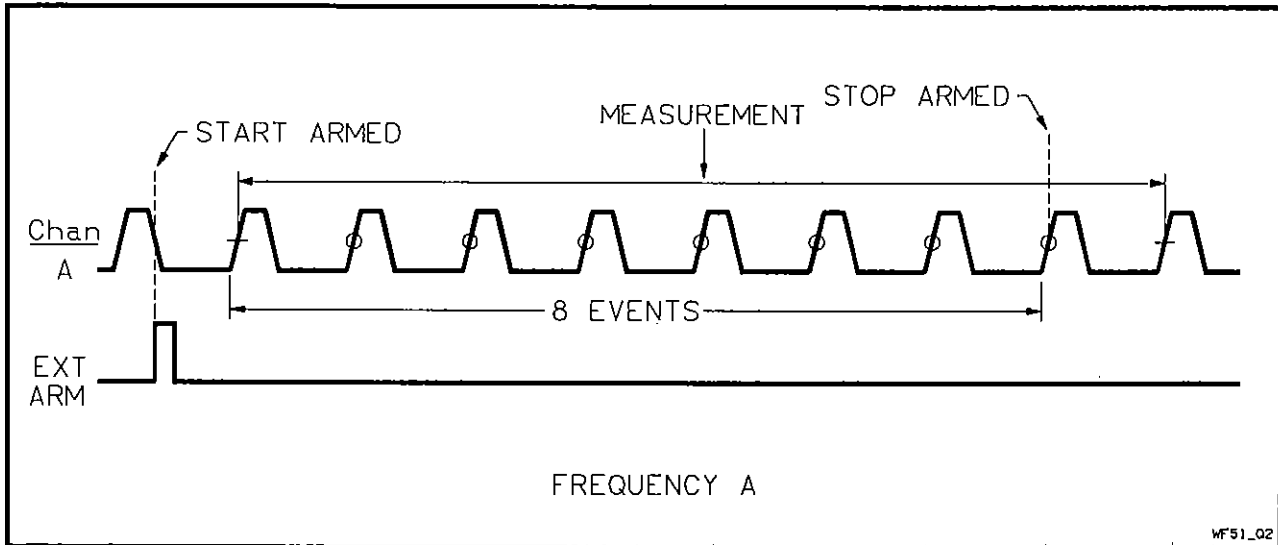 STOP ARMED
MEASUREMENT
START ARMED
Chan
A
8 EVENTS
EXT
ARM
FREQUENCY A
WF51_02